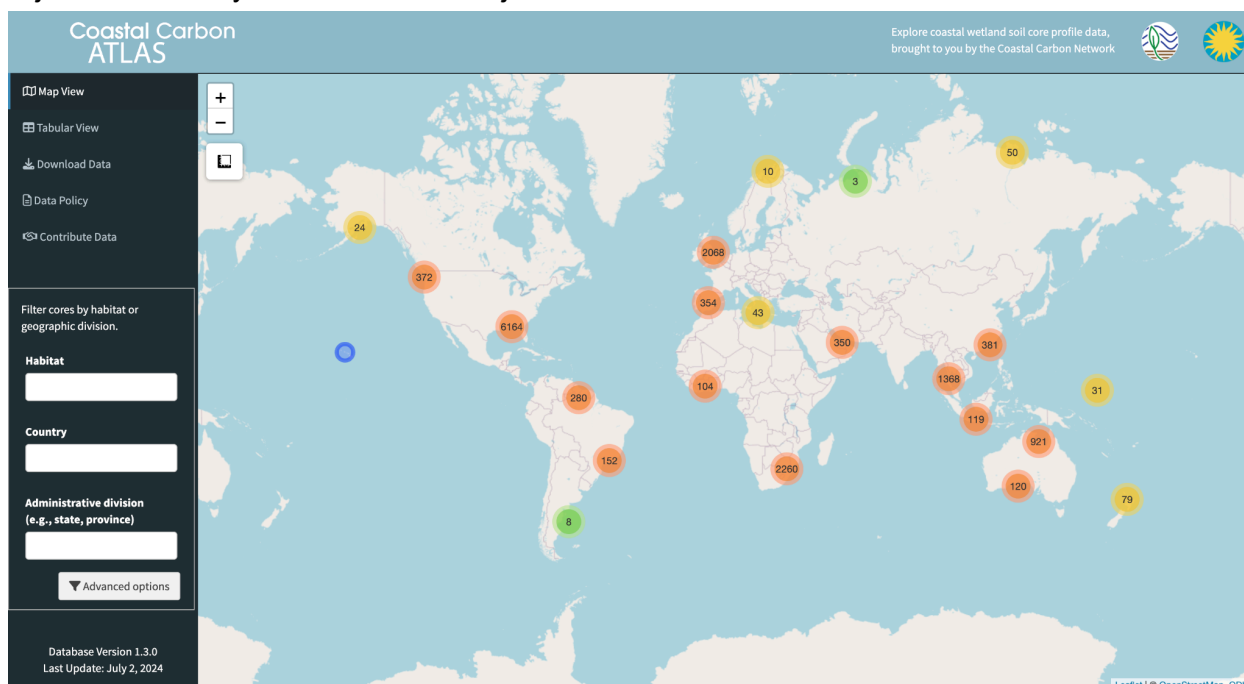 Coastal Carbon
ATLAS
Explore coastal wetland soil core profile data,
brought to you by the Coastal Carbon Network
Map View
Tabular View
Download Data
Data Policy
Contribute Data
Filter cores by habitat or
geographic division.
Habitat
Country
Administrative division
(e.g., state, province)
Advanced options
Database Version 1.3.0
Last Update: July 2, 2024
+
−
50
10
3
24
2068
372
354
43
6164
350
381
1368
104
31
280
119
921
152
2260
120
79
8